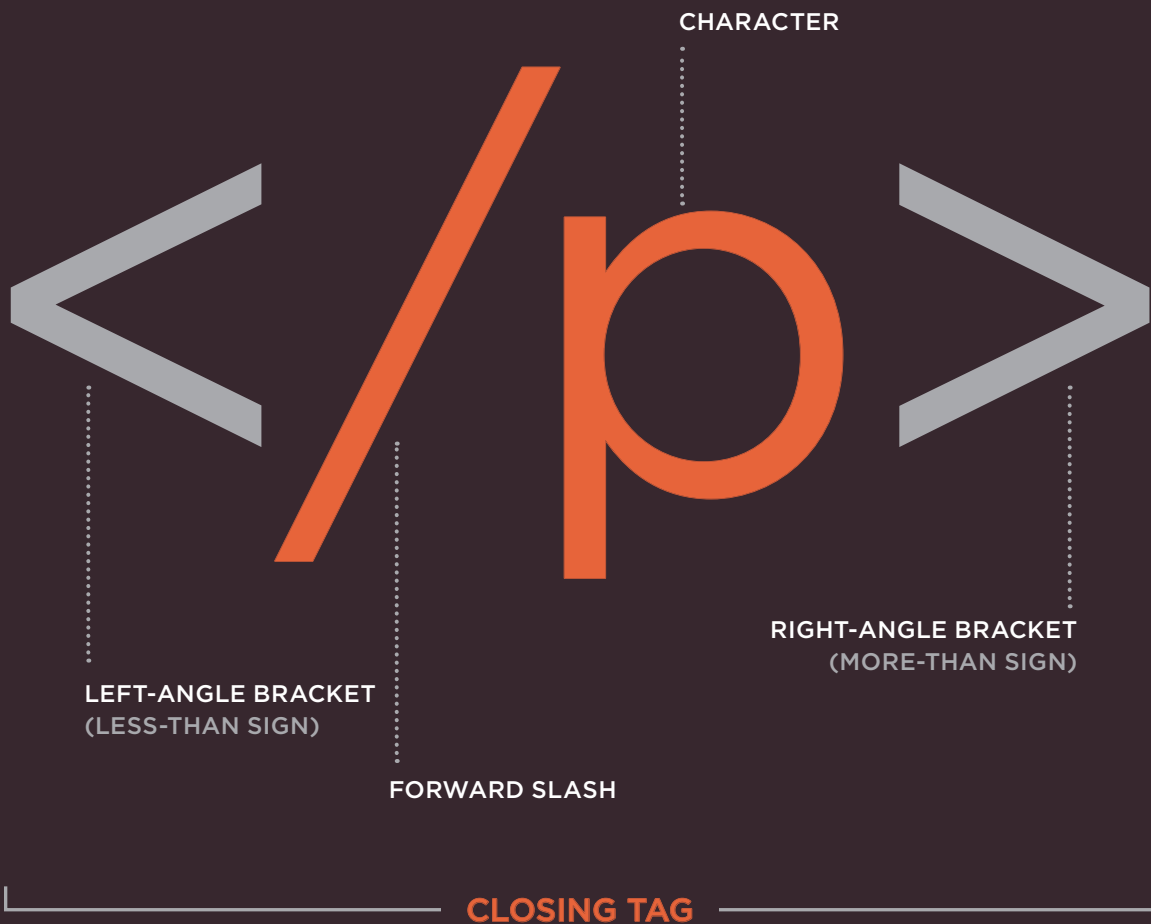 CHARACTER
</p>
RIGHT-ANGLE BRACKET
(MORE-THAN SIGN)
LEFT-ANGLE BRACKET
(LESS-THAN SIGN)
FORWARD SLASH
CLOSING TAG